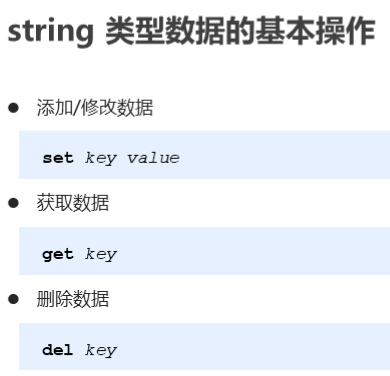 string 类型数据的基本操作
● 添加/修改数据
set key value
● 获取数据
get key
● 删除数据
del key